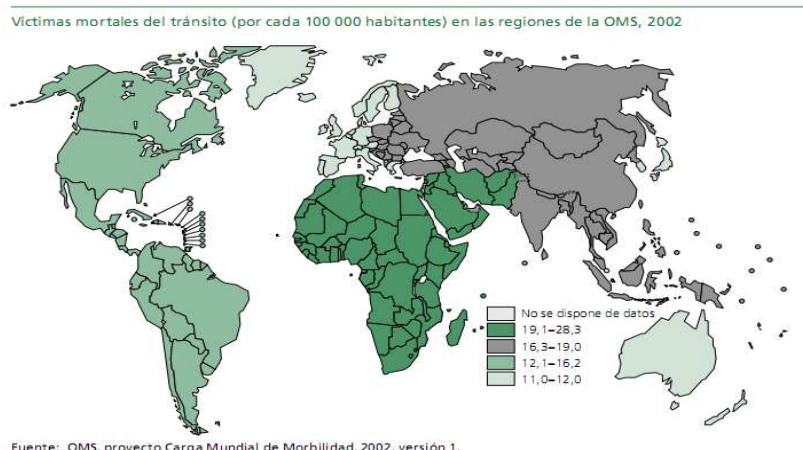 Víctimas mortales del tránsito (por cada 100 000 habitantes) en las regiones de la OMS, 2002
No se dispone de datos
19,1–28,3
16,3–19,0
12,1–16,2
11,0–12,0
Fuente: OMS, proyecto Carga Mundial de Morbilidad, 2002, versión 1.